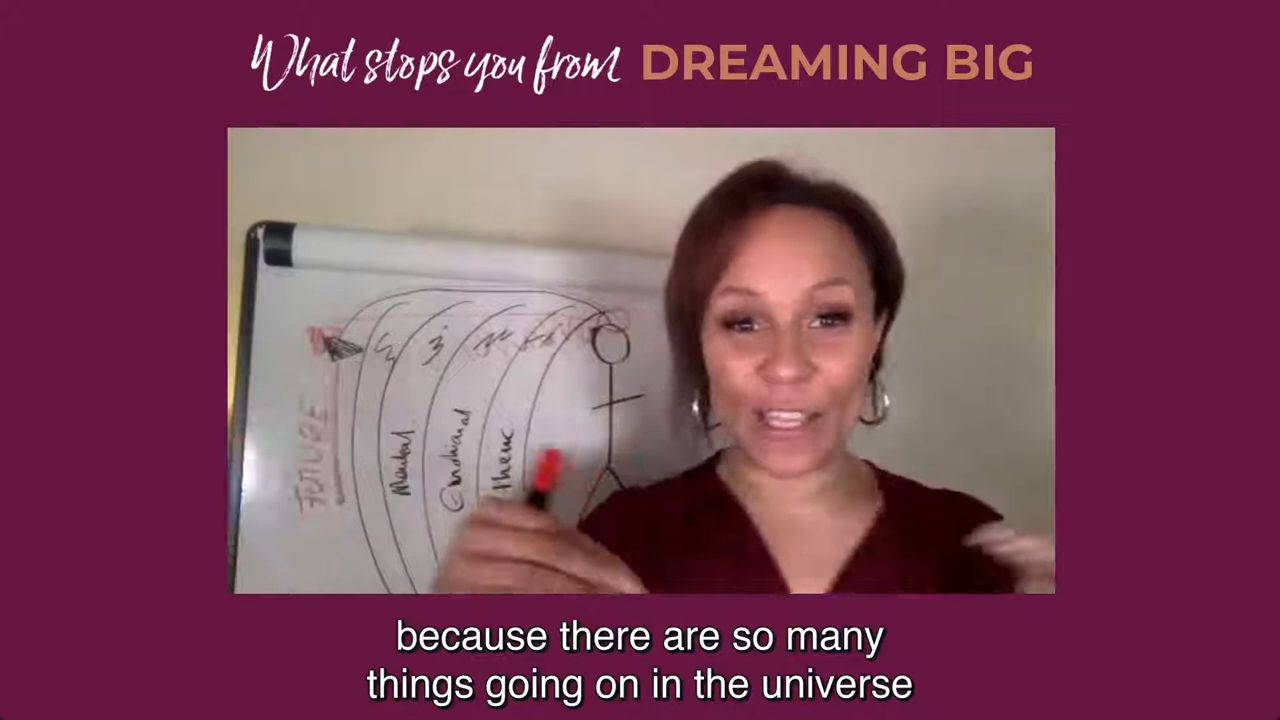 What stops you from DREAMING BIG
FUTURE
Mental
Emotional
because there are so many
things going on in the universe